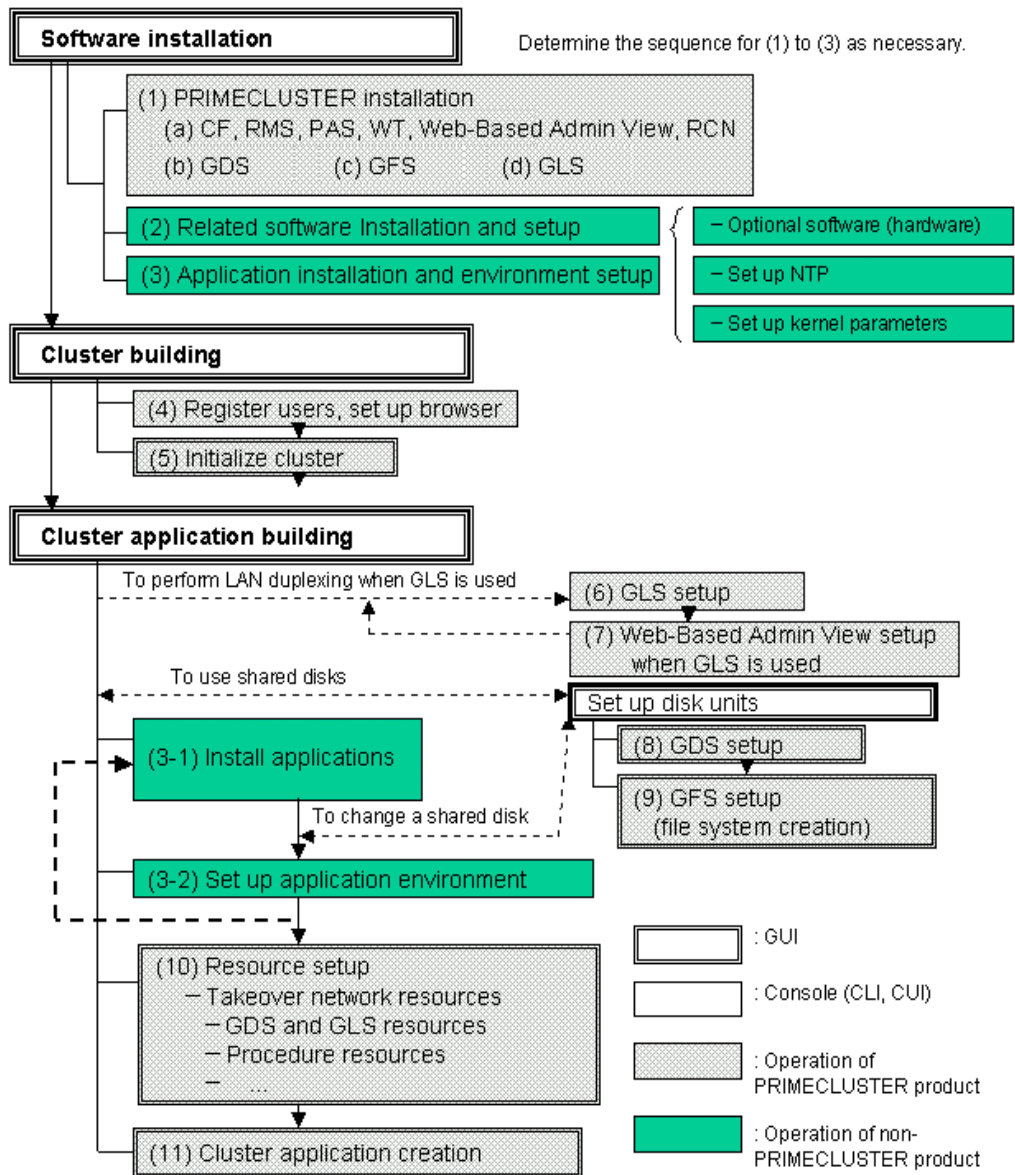 Software installation
Determine the sequence for (1) to (3) as necessary.
(1) PRIMECLUSTER installation
(a) CF, RMS, PAS, WT, Web-Based Admin View, RCN
(b) GDS (c) GFS (d) GLS
(2) Related software Installation and setup
– Optional software (hardware)
(3) Application installation and environment setup
– Set up NTP
– Set up kernel parameters
Cluster building
(4) Register users, set up browser
(5) Initialize cluster
Cluster application building
To perform LAN duplexing when GLS is used
(6) GLS setup
(7) Web-Based Admin View setup
when GLS is used
To use shared disks
Set up disk units
(8) GDS setup
(3-1) Install applications
(9) GFS setup
(file system creation)
To change a shared disk
(3-2) Set up application environment
(10) Resource setup
– Takeover network resources
– GDS and GLS resources
– Procedure resources
– ...
(11) Cluster application creation
: GUI
: Console (CLI, CUI)
: Operation of
PRIMECLUSTER product
: Operation of non-
PRIMECLUSTER product